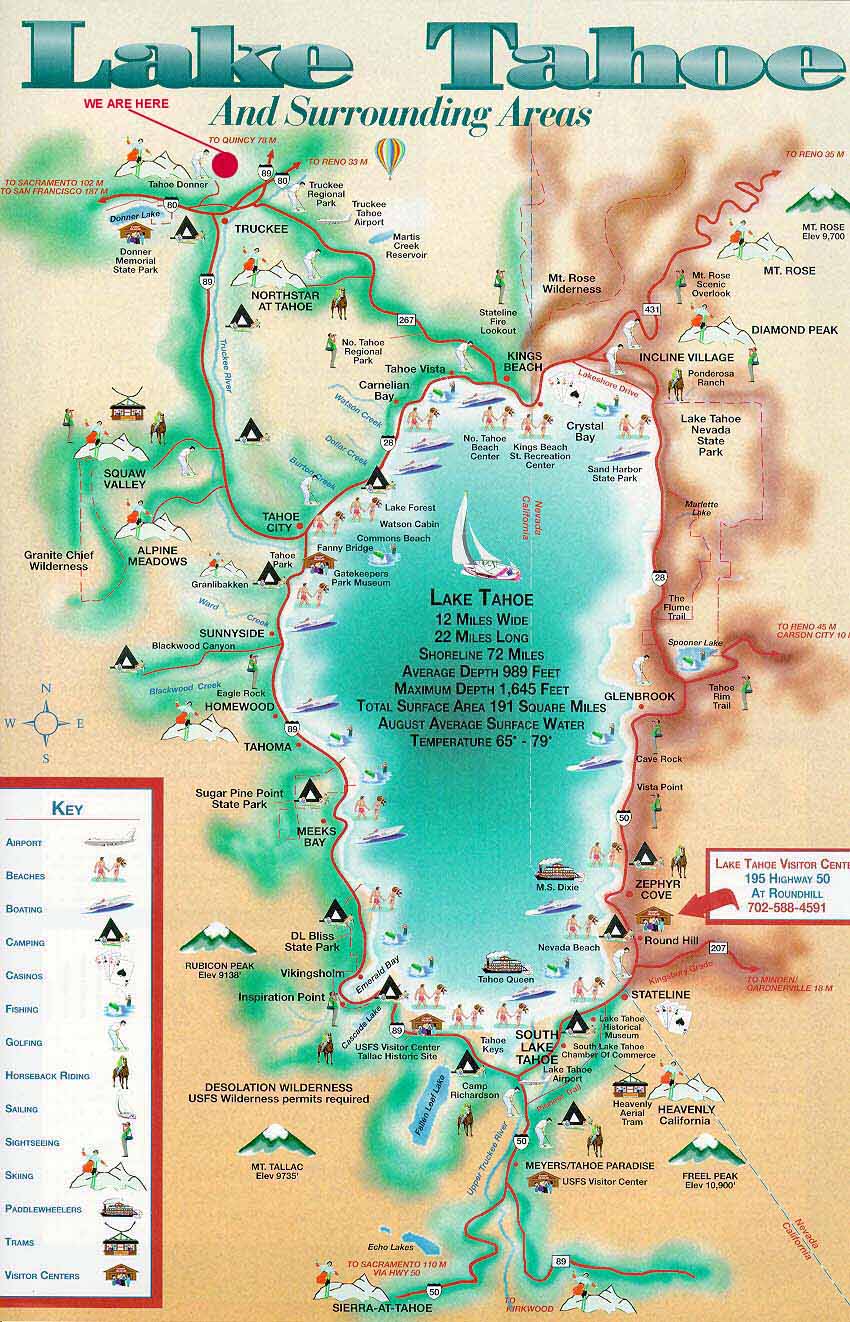 Lake Tahoe
And Surrounding Areas
WE ARE HERE
TO QUINCY 78 M
TO RENO 33 M
TO RENO 35 M
TO SACRAMENTO 102 M
TO SAN FRANCISCO 187 M
89
80
80
Tahoe Donner
Donner Lake
Donner
Memorial
State Park
TRUCKEE
Truckee
Regional
Park
Truckee
Tahoe
Airport
Martis
Creek
Reservoir
MT. ROSE
Elev 9,700
MT. ROSE
Mt. Rose
Wilderness
Mt. Rose
Scenic
Overlook
431
DIAMOND PEAK
89
NORTHSTAR
AT TAHOE
267
Stateline
Fire
Lookout
No. Tahoe
Regional
Park
Truckee River
Tahoe Vista
KINGS
BEACH
INCLINE VILLAGE
Ponderosa
Ranch
Lakeshore Drive
Carnelian
Bay
Watson Creek
28
Dollar Creek
Burton Creek
No. Tahoe
Beach
Center
Kings Beach
St. Recreation
Center
Crystal
Bay
Sand Harbor
State Park
Lake Tahoe
Nevada
State
Park
Marlette
Lake
SQUAW
VALLEY
TAHOE
CITY
Lake Forest
Watson Cabin
Commons Beach
Nevada
California
Granite Chief
Wilderness
ALPINE
MEADOWS
Tahoe
Park
Fanny Bridge
Gatekeepers
Park Museum
Granlibakken
28
The
Flume
Trail
Ward Creek
SUNNYSIDE
Blackwood Canyon
Blackwood Creek
Eagle Rock
HOMEWOOD
89
TAHOMA
LAKE TAHOE
12 MILES WIDE
22 MILES LONG
SHORELINE 72 MILES
AVERAGE DEPTH 989 FEET
MAXIMUM DEPTH 1,645 FEET
TOTAL SURFACE AREA 191 SQUARE MILES
AUGUST AVERAGE SURFACE WATER
TEMPERATURE 65° - 79°
Spooner Lake
TO RENO 45 M
CARSON CITY 10
Tahoe
Rim
Trail
GLENBROOK
Cave Rock
Vista Point
50
N
W E
S
Sugar Pine Point
State Park
MEEKS
BAY
M.S. Dixie
ZEPHYR
COVE
LAKE TAHOE VISITOR CENTE
195 HIGHWAY 50
AT ROUNDHILL
702-588-4591
Round Hill
Nevada Beach
207
Kingsbury Grade
TO MINDEN/
GARDNERVILLE 18 M
STATELINE
DL Bliss
State Park
RUBICON PEAK
Elev 9138'
Vikingsholm
Emerald Bay
Inspiration Point
Cascade Lake
89
Tahoe Queen
USFS Visitor Center
Tallac Historic Site
Tahoe
Keys
SOUTH
LAKE
TAHOE
Lake Tahoe
Historical
Museum
South Lake Tahoe
Chamber Of Commerce
Lake Tahoe
Airport
Pioneer Trail
Heavenly
Aerial
Tram
HEAVENLY
California
DESOLATION WILDERNESS
USFS Wilderness permits required
Camp
Richardson
Fallen Leaf Lake
MT. TALLAC
Elev 9735'
Upper Truckee River
50
FREEL PEAK
Elev 10,900'
MEYERS/TAHOE PARADISE
USFS Visitor Center
Nevada
California
Echo Lakes
TO SACRAMENTO 110 M
VIA HWY 50
50
89
SIERRA-AT-TAHOE
TO
KIRKWOOD
KEY
AIRPORT
BEACHES
BOATING
CAMPING
CASINOS
FISHING
GOLFING
HORSEBACK RIDING
SAILING
SIGHTSEEING
SKIING
PADDLEWHEELERS
TRAMS
VISITOR CENTERS